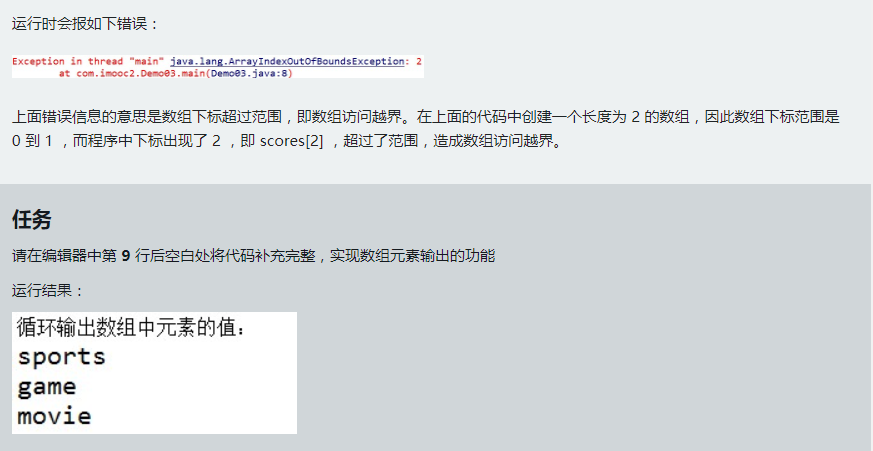 运行时会报如下错误：
Exception in thread "main" java.lang.ArrayIndexOutOfBoundsException: 2
at com.imooc2.Demo03.main(Demo03.java:8)
上面错误信息的意思是数组下标超过范围，即数组访问越界。在上面的代码中创建一个长度为 2 的数组，因此数组下标范围是
0 到 1 ，而程序中下标出现了 2 ，即 scores[2] ，超过了范围，造成数组访问越界。
任务
请在编辑器中第 9 行后空白处将代码补充完整，实现数组元素输出的功能
运行结果：
循环输出数组中元素的值：
sports
game
movie